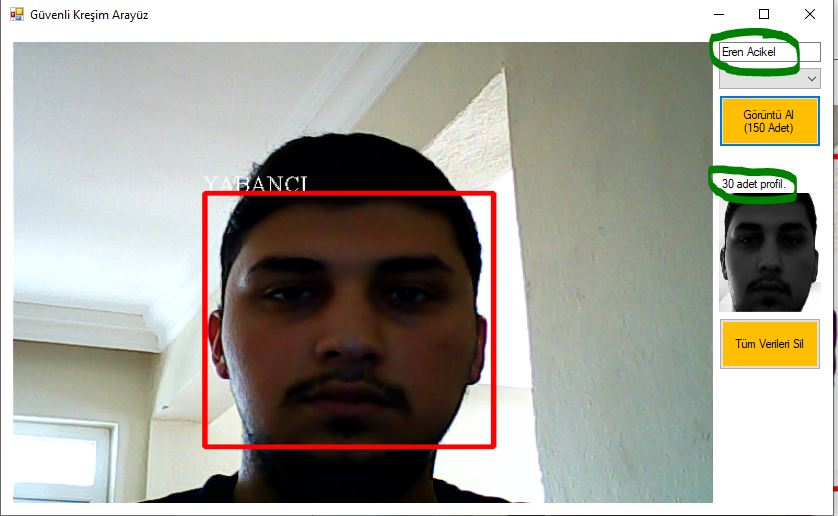 Güvenli Kreşim Arayüz
Eren Acikel
Görüntü Al
(150 Adet)
YABANCI
30 adet profil.
Tüm Verileri Sil